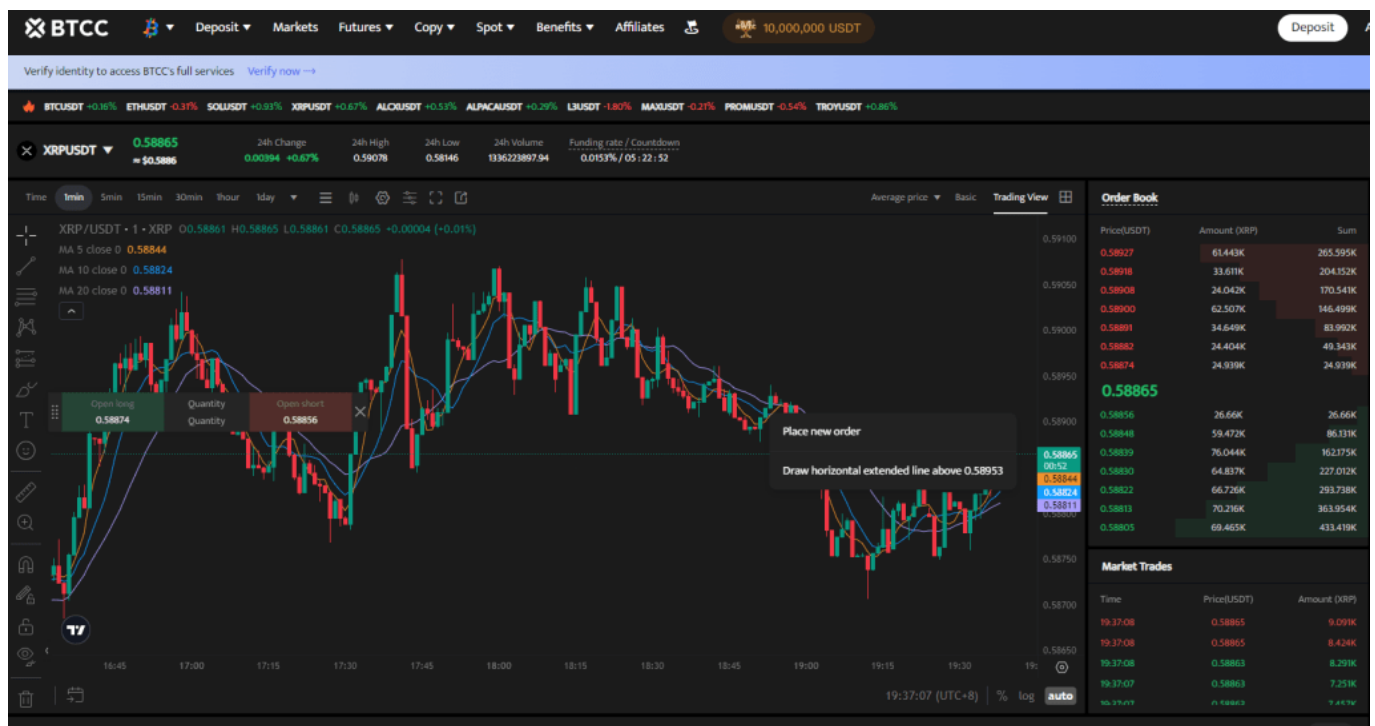 BTCC Deposit Markets Futures Copy Spot Benefits Affiliates 10,000,000 USDT Deposit
Verify identity to access BTCC's full services Verify now →
BTCUSDT +0.16% ETHUSDT -0.31% SOLUSDT +0.93% XRPUSDT +0.67% ALCXUSDT +0.53% ALPACAUSDT +0.29% L3USDT -1.80% MAXUSDT -0.21% PROMUSDT -0.54% TROYUSDT +0.86%
XRPUSDT
0.58865
≈ $0.5886
24h Change
0.00394 +0.67%
24h High
0.59078
24h Low
0.58146
24h Volume
1336223897.94
Funding rate / Countdown
0.0153% / 05 : 22 : 52
Time 1min 5min 15min 30min 1hour 1day Average price Basic Trading View
XRP/USDT • 1 • XRP O0.58861 H0.58865 L0.58861 C0.58865 +0.00004 (+0.01%)
MA 5 close 0 0.58844
MA 10 close 0 0.58824
MA 20 close 0 0.58811
Open long
0.58874
Quantity
Quantity
Open short
0.58856
Place new order
Draw horizontal extended line above 0.58953
0.59100
0.59050
0.59000
0.58950
0.58900
0.58865
00:52
0.58844
0.58824
0.58811
0.58800
0.58750
0.58700
0.58650
16:45 17:00 17:15 17:30 17:45 18:00 18:15 18:30 18:45 19:00 19:15 19:30 19:
19:37:07 (UTC+8) % log auto
Order Book
Price(USDT) Amount (XRP) Sum
0.58927 61.443K 265.595K
0.58918 33.611K 204.152K
0.58908 24.042K 170.541K
0.58900 62.507K 146.499K
0.58891 34.649K 83.992K
0.58882 24.404K 49.343K
0.58874 24.939K 24.939K
0.58865
0.58856 26.66K 26.66K
0.58848 59.472K 86.131K
0.58839 76.044K 162.175K
0.58830 64.837K 227.012K
0.58822 66.726K 293.738K
0.58813 70.216K 363.954K
0.58805 69.465K 433.419K
Market Trades
Time Price(USDT) Amount (XRP)
19:37:08 0.58865 9.091K
19:37:08 0.58865 8.424K
19:37:08 0.58863 8.291K
19:37:07 0.58863 7.251K
19:37:07 0.58863 7.457K